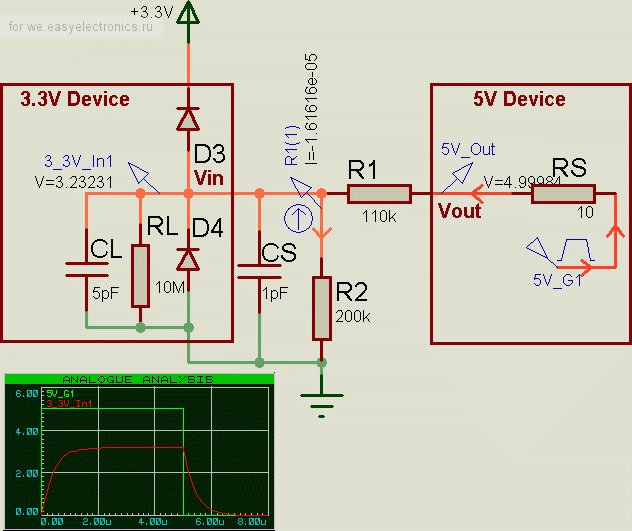 +3.3V
for we.easyelectronics.ru
3.3V Device
5V Device
I=-1.61616e-05
R1(1)
D3
3_3V_In1
V=3.23231
Vin
R1
110k
5V_Out
V=4.99984
RS
10
Vout
5V_G1
CL
5pF
RL
10M
D4
CS
1pF
R2
200k
ANALOGUE ANALYSIS
5V_G1
3_3V_In1
6.00
4.00
2.00
0.00
0.00 2.00u 4.00u 6.00u 8.00u